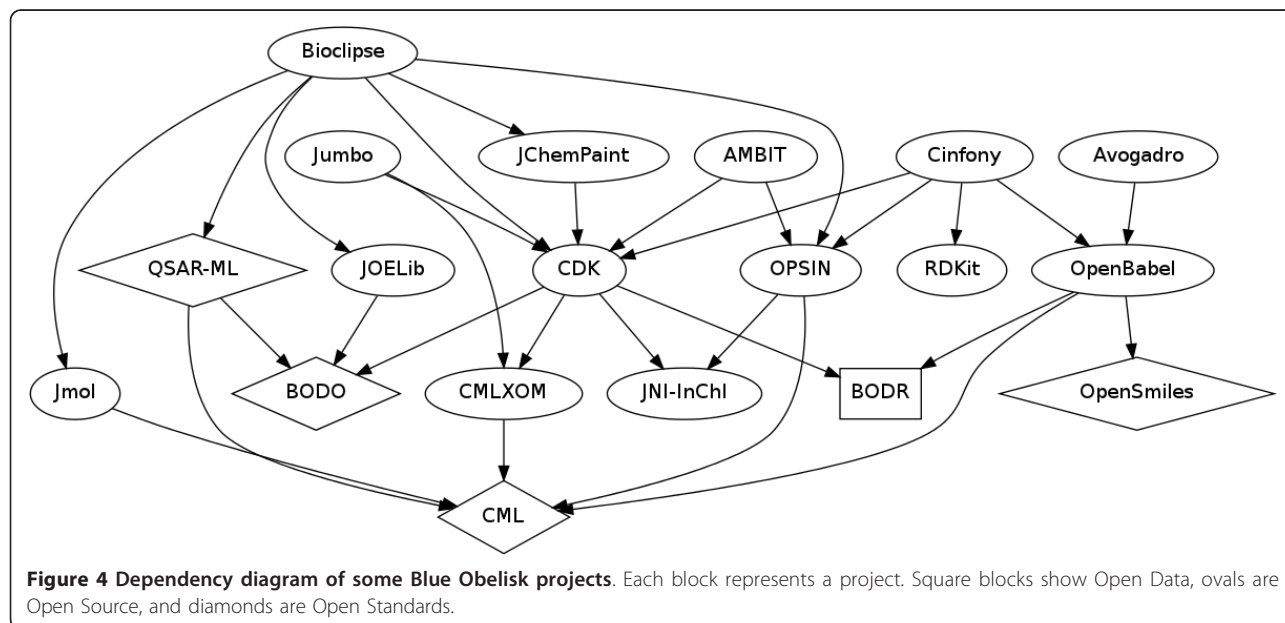 Bioclipse
Jumbo
JChemPaint
AMBIT
Cinfony
Avogadro
QSAR-ML
JOELib
CDK
OPSIN
RDKit
OpenBabel
Jmol
BODO
CMLXOM
JNI-InChI
BODR
OpenSmiles
CML
Figure 4 Dependency diagram of some Blue Obelisk projects. Each block represents a project. Square blocks show Open Data, ovals are
Open Source, and diamonds are Open Standards.